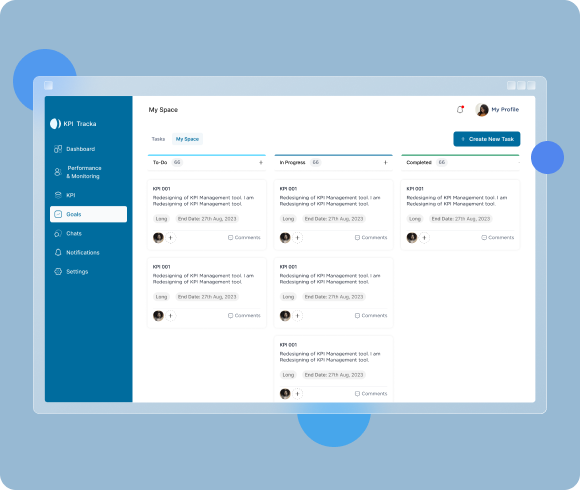 KPI Tracka
Dashboard
Performance
& Monitoring
KPI
Goals
Chats
Notifications
Settings
My Space
My Profile
Tasks
My Space
+ Create New Task
To-Do 66 +
KPI 001
Redesigning of KPI Management tool. I am
Redesigning of KPI Management tool.
Long End Date: 27th Aug, 2023
+ Comments
KPI 001
Redesigning of KPI Management tool. I am
Redesigning of KPI Management tool.
Long End Date: 27th Aug, 2023
+ Comments
In Progress 66 +
KPI 001
Redesigning of KPI Management tool. I am
Redesigning of KPI Management tool.
Long End Date: 27th Aug, 2023
+ Comments
KPI 001
Redesigning of KPI Management tool. I am
Redesigning of KPI Management tool.
Long End Date: 27th Aug, 2023
+ Comments
KPI 001
Redesigning of KPI Management tool. I am
Redesigning of KPI Management tool.
Long End Date: 27th Aug, 2023
+ Comments
Completed 66
KPI 001
Redesigning of KPI Management tool. I am
Redesigning of KPI Management tool.
Long End Date: 27th Aug, 2023
+ Comments